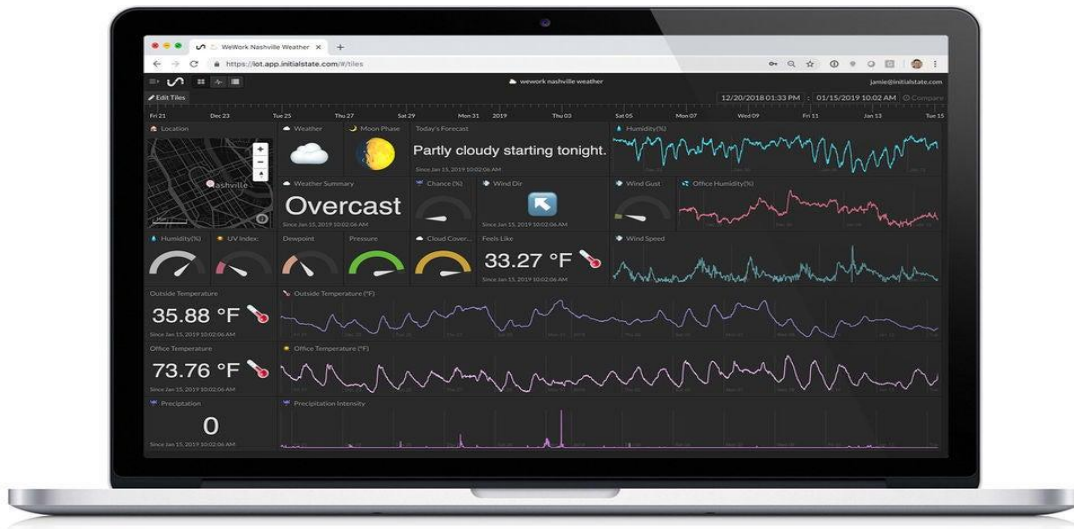 WeWork Nashville Weather
https://iot.app.initialstate.com/#/tiles
wework nashville weather
jamie@initialstate.com
Edit Tiles
12/20/2018 01:33 PM : 01/15/2019 10:02 AM Compare
Fri 21 Dec 23 Tue 25 Thu 27 Sat 29 Mon 31 2019 Thu 03 Sat 05 Mon 07 Wed 09 Fri 11 Jan 13 Tue 15
Location
Weather
Moon Phase
Today's Forecast
Humidity(%)
Partly cloudy starting tonight.
Since Jan 15, 2019 10:02:06 AM
Nashville
Weather Summary
Chance (%)
Wind Dir
Wind Gust
Office Humidity(%)
Overcast
Since Jan 15, 2019 10:02:06 AM
Since Jan 15, 2019 10:02:06 AM
Humidity(%)
UV Index
Dewpoint
Pressure
Cloud Cover...
Feels Like
Wind Speed
33.27 °F
Since Jan 15, 2019 10:02:06 AM
Outside Temperature
Outside Temperature (°F)
35.88 °F
Since Jan 15, 2019 10:02:06 AM
Office Temperature
Office Temperature (°F)
73.76 °F
Since Jan 15, 2019 10:02:06 AM
Precipitation
Precipitation Intensity
0
Since Jan 15, 2019 10:02:06 AM